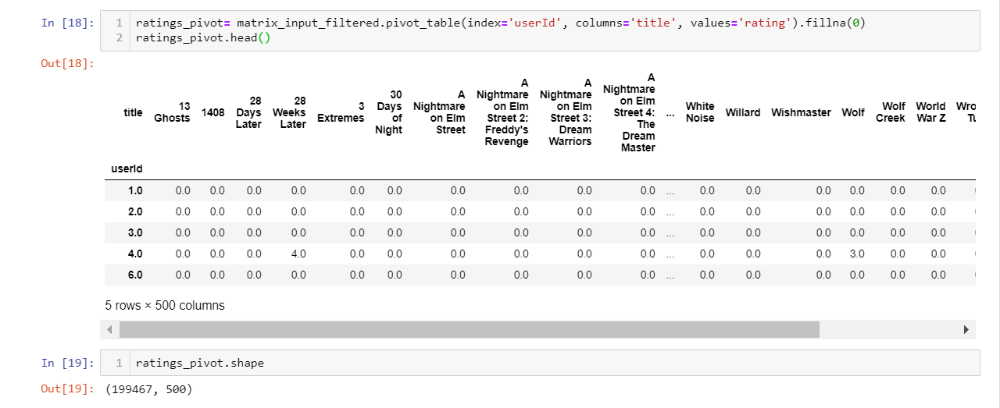 In [18]: 1 ratings_pivot= matrix_input_filtered.pivot_table(index='userId', columns='title', values='rating').fillna(0)
2 ratings_pivot.head()
Out[18]:
title 13 Ghosts 1408 28 Days Later 28 Weeks Later 3 Extremes 30 Days of Night A Nightmare on Elm Street A Nightmare on Elm Street 2: Freddy's Revenge A Nightmare on Elm Street 3: Dream Warriors A Nightmare on Elm Street 4: The Dream Master ... White Noise Willard Wishmaster Wolf Wolf Creek World War Z
userId
1.0 0.0 0.0 0.0 0.0 0.0 0.0 0.0 0.0 0.0 0.0 ... 0.0 0.0 0.0 0.0 0.0 0.0
2.0 0.0 0.0 0.0 0.0 0.0 0.0 0.0 0.0 0.0 0.0 ... 0.0 0.0 0.0 0.0 0.0 0.0
3.0 0.0 0.0 0.0 0.0 0.0 0.0 0.0 0.0 0.0 0.0 ... 0.0 0.0 0.0 0.0 0.0 0.0
4.0 0.0 0.0 0.0 4.0 0.0 0.0 0.0 0.0 0.0 0.0 ... 0.0 0.0 0.0 3.0 0.0 0.0
6.0 0.0 0.0 0.0 0.0 0.0 0.0 0.0 0.0 0.0 0.0 ... 0.0 0.0 0.0 0.0 0.0 0.0
5 rows × 500 columns
In [19]: 1 ratings_pivot.shape
Out[19]: (199467, 500)